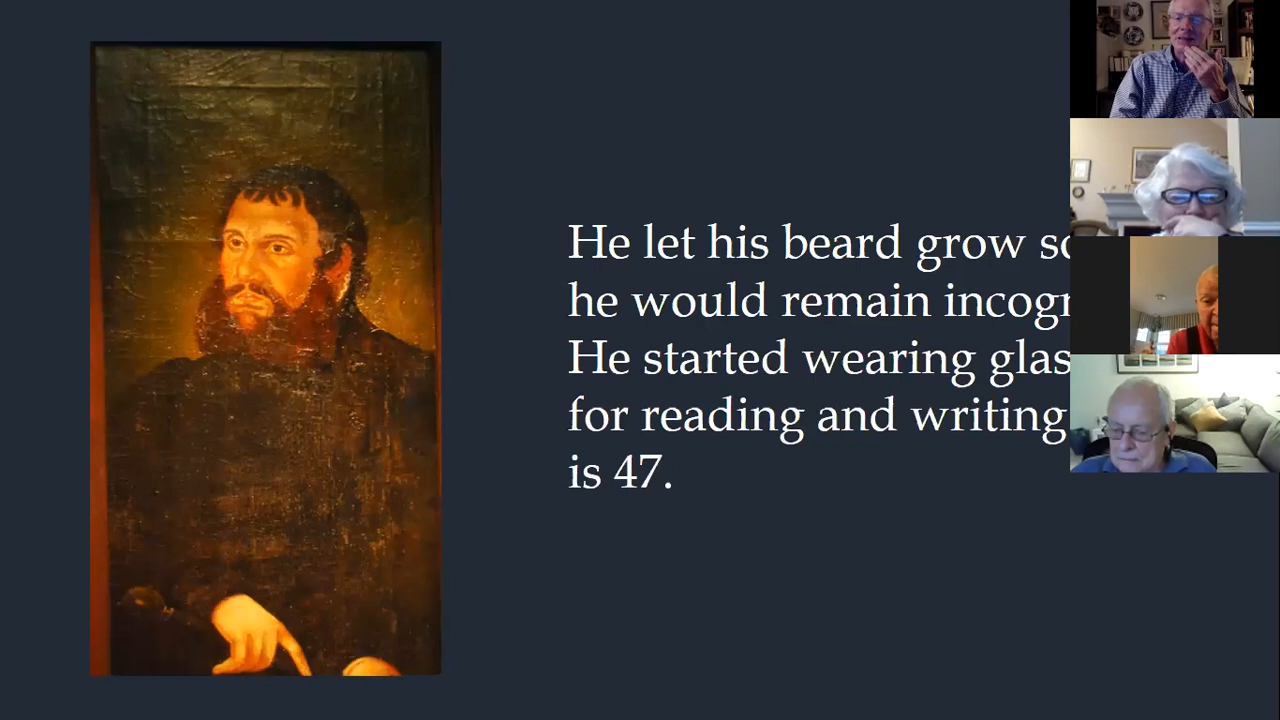 He let his beard grow
he would remain
He started wearing
for reading and writing
is 47.